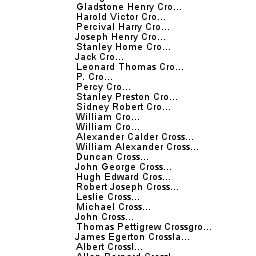 Gladstone Henry Cro...
Harold Victor Cro...
Percival Harry Cro...
Joseph Henry Cro...
Stanley Home Cro...
Jack Cro...
Leonard Thomas Cro...
P. Cro...
Percy Cro...
Stanley Preston Cro...
Sidney Robert Cro...
William Cro...
William Cro...
Alexander Calder Cross...
William Alexander Cross...
Duncan Cross...
John George Cross...
Hugh Edward Cros...
Robert Joseph Cross...
Leslie Cross...
Michael Cross...
John Cross...
Thomas Pettigrew Crossgro...
James Egerton Crossla...
Albert Crossl...
Allan Bernard Crossl